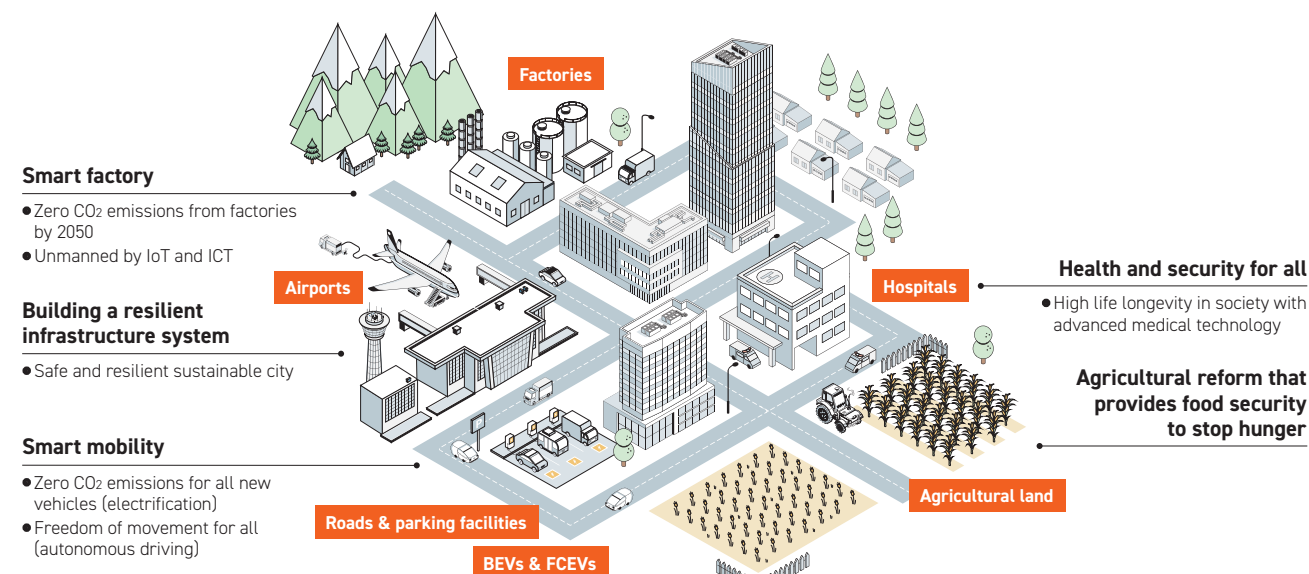 Factories
Smart factory
● Zero CO2 emissions from factories
by 2050
● Unmanned by IoT and ICT
Airports
Building a resilient
infrastructure system
● Safe and resilient sustainable city
Smart mobility
● Zero CO2 emissions for all new
vehicles (electrification)
● Freedom of movement for all
(autonomous driving)
Roads & parking facilities
BEVs & FCEVs
Hospitals
Health and security for all
● High life longevity in society with
advanced medical technology
Agricultural reform that
provides food security
to stop hunger
Agricultural land
H